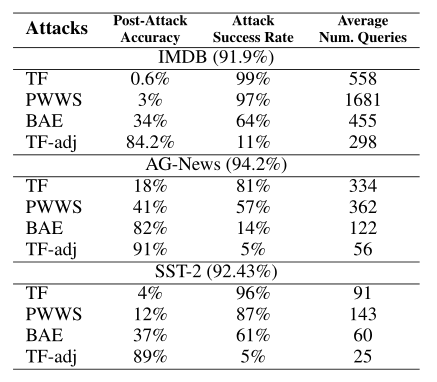 Attacks Post-Attack Accuracy Attack Success Rate Average Num. Queries
IMDB (91.9%)
TF 0.6% 99% 558
PWWS 3% 97% 1681
BAE 34% 64% 455
TF-adj 84.2% 11% 298
AG-News (94.2%)
TF 18% 81% 334
PWWS 41% 57% 362
BAE 82% 14% 122
TF-adj 91% 5% 56
SST-2 (92.43%)
TF 4% 96% 91
PWWS 12% 87% 143
BAE 37% 61% 60
TF-adj 89% 5% 25